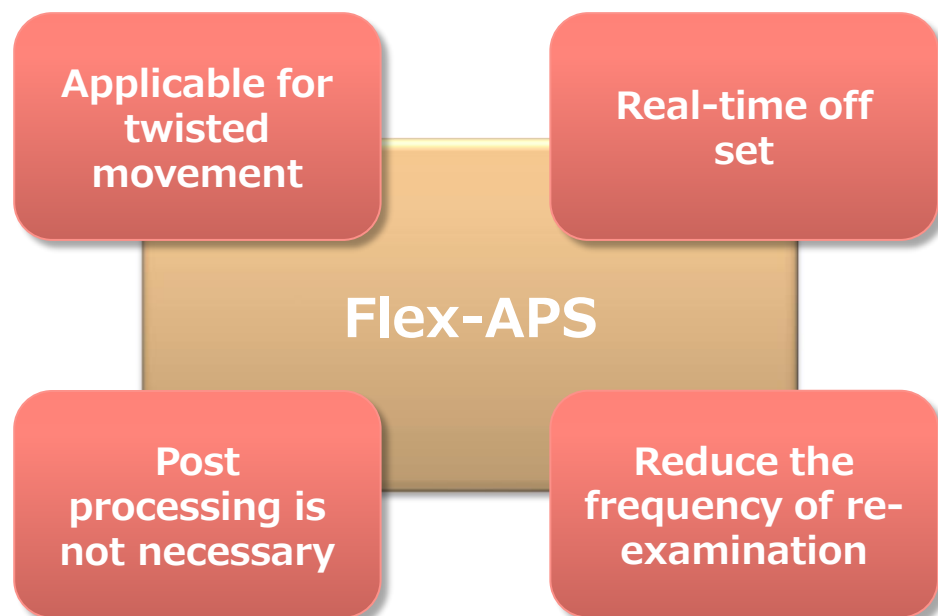 Applicable for
twisted
movement
Real-time off
set
Flex-APS
Post
processing is
not necessary
Reduce the
frequency of re-
examination